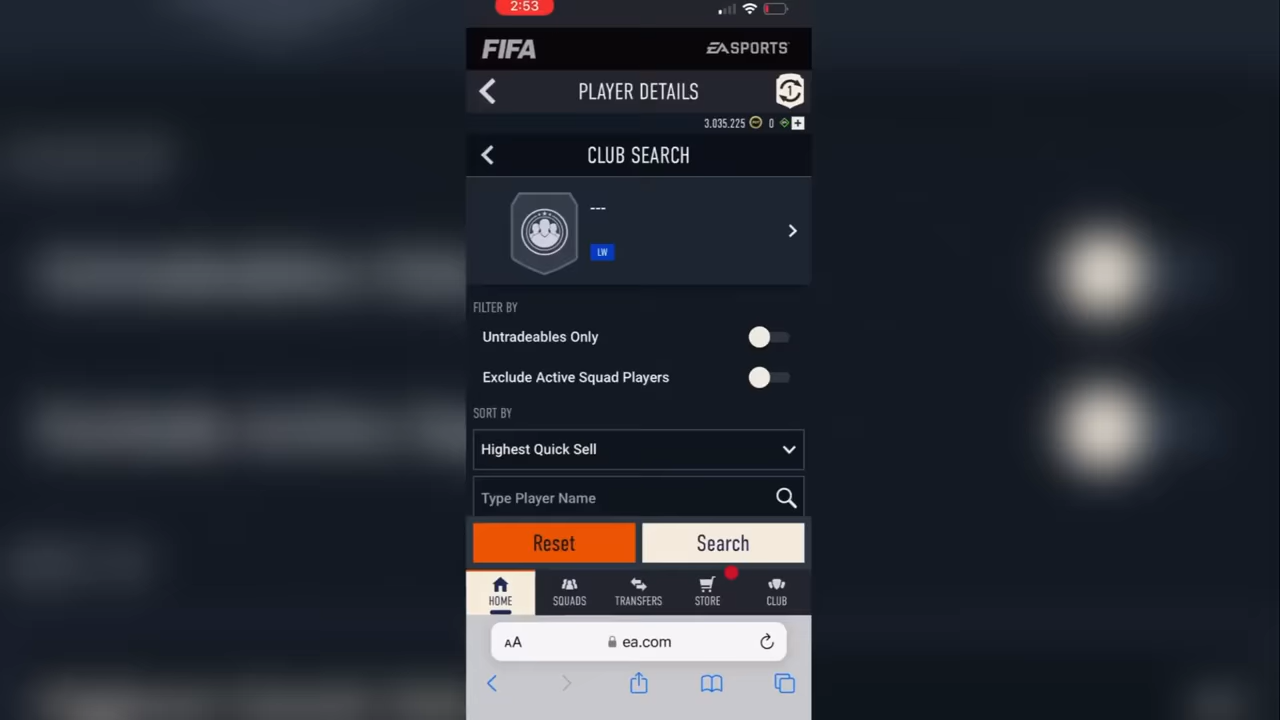 2:53
FIFA
EA SPORTS
PLAYER DETAILS
1
3.035.225 0
CLUB SEARCH
---
LW
FILTER BY
Untradeables Only
Exclude Active Squad Players
SORT BY
Highest Quick Sell
Type Player Name
Reset Search
HOME SQUADS TRANSFERS STORE CLUB
AA ea.com